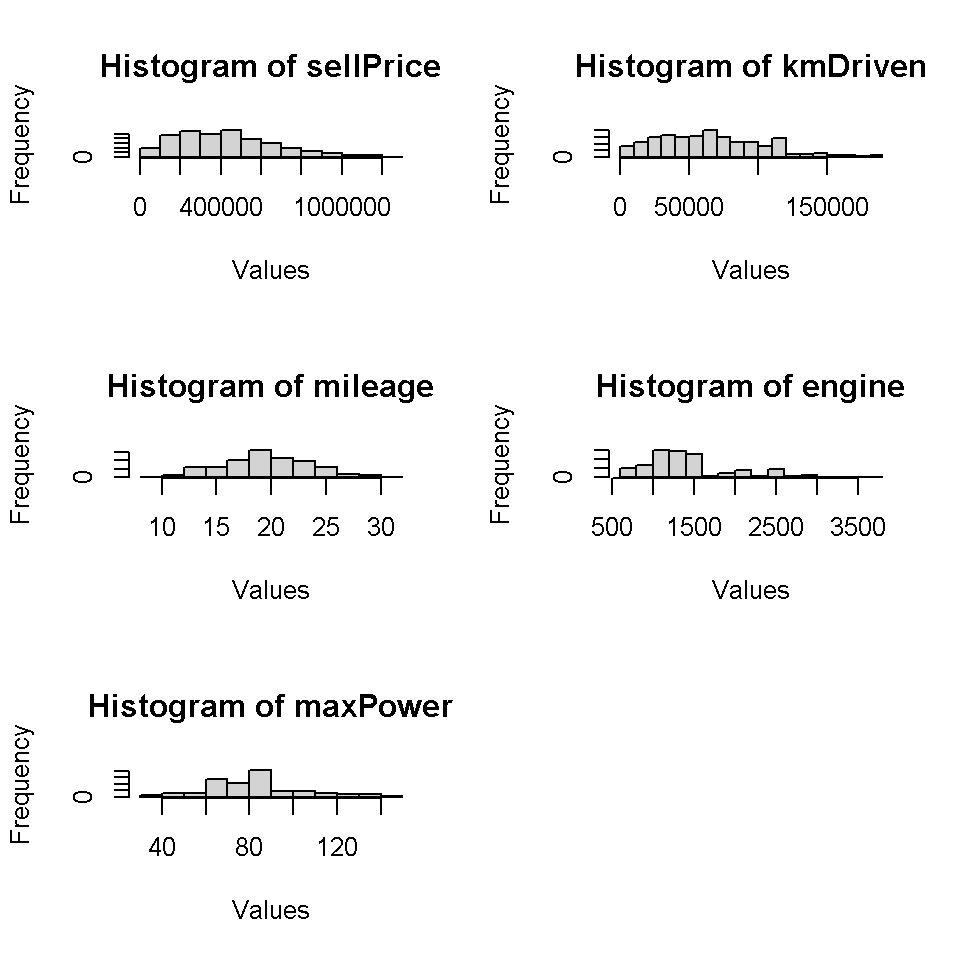 Histogram of sellPrice
Frequency
0
0 400000 1000000
Values
Histogram of kmDriven
Frequency
0
0 50000 150000
Values
Histogram of mileage
Frequency
0
10 15 20 25 30
Values
Histogram of engine
Frequency
0
500 1500 2500 3500
Values
Histogram of maxPower
Frequency
0
40 80 120
Values